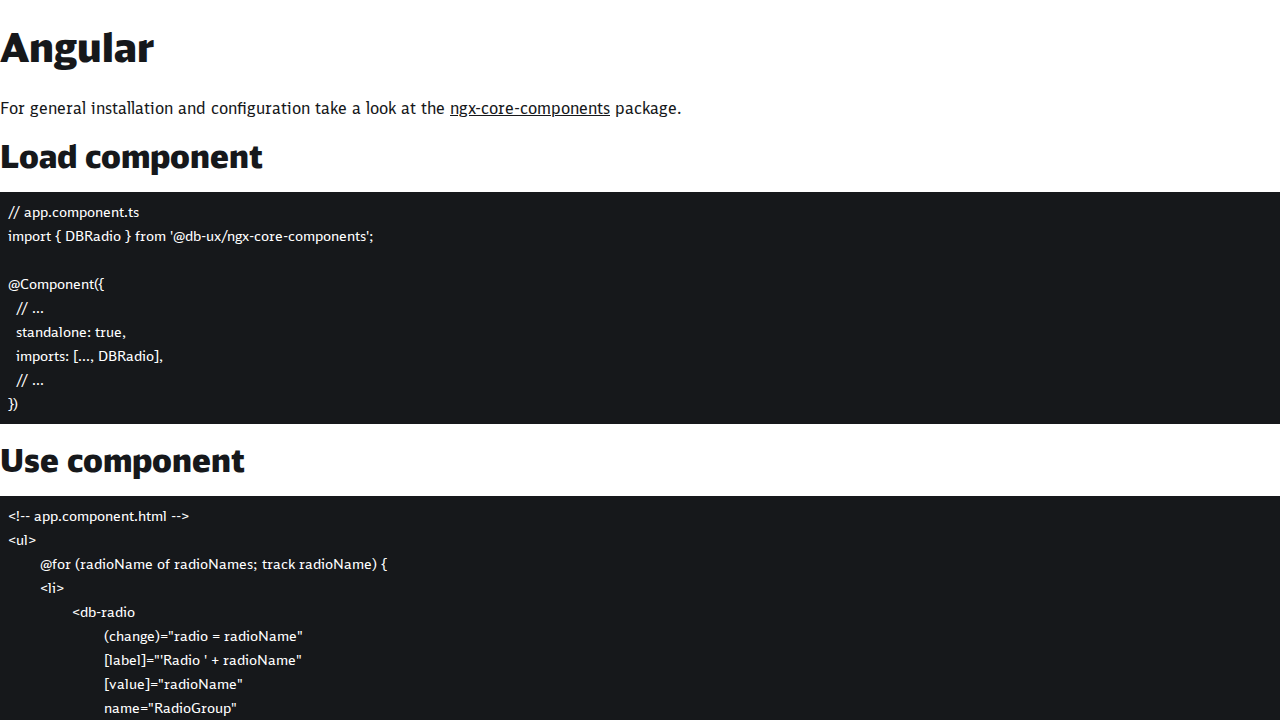 Angular
For general installation and configuration take a look at the ngx-core-components package.
Load component
// app.component.ts
import { DBRadio } from '@db-ux/ngx-core-components';
@Component({
// ...
standalone: true,
imports: [..., DBRadio],
// ...
})
Use component
<!-- app.component.html -->
<ul>
@for (radioName of radioNames; track radioName) {
<li>
<db-radio
(change)="radio = radioName"
[label]="'Radio ' + radioName"
[value]="radioName"
name="RadioGroup"